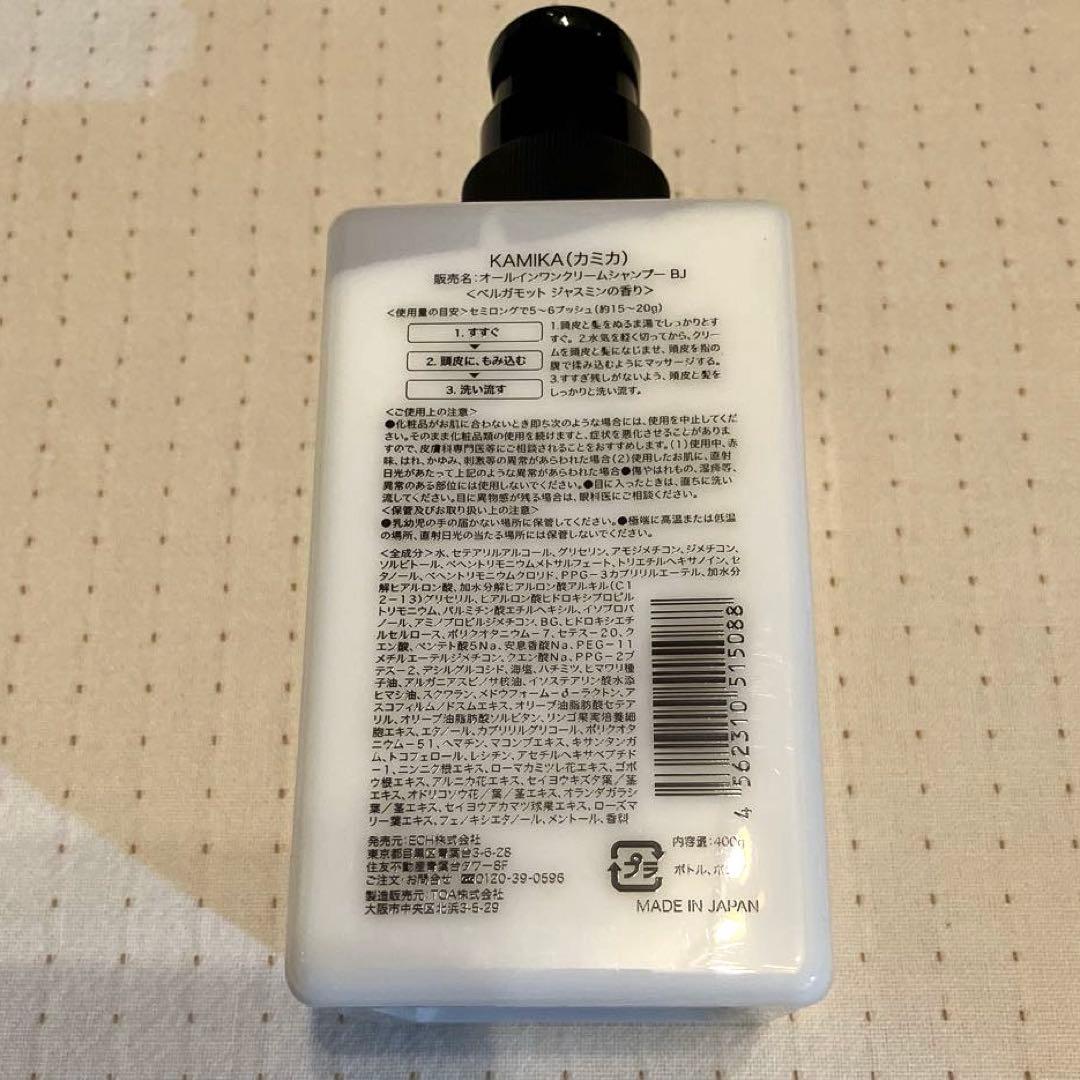 KAMIKA(カミカ)
販売名:オールインワンクリームシャンプー BJ
<ベルガモット ジャスミンの香り>
<使用量の目安>セミロングで5~6プッシュ(約15~20g)
1. すすぐ
2. 頭皮に、もみ込む
3. 洗い流す
1.頭皮と髪をぬるま湯でしっかりとす
すぐ。2.水気を軽く切ってから、クリー
ムを頭皮と髪になじませ、頭皮を指の
腹で揉み込むようにマッサージする。
3.すすぎ残しがないよう、頭皮と髪を
しっかりと洗い流す。
<ご使用上の注意>
●化粧品がお肌に合わないとき即ち次のような場合には、使用を中止してくだ
さい。そのまま化粧品類の使用を続けますと、症状を悪化させることがありま
すので、皮膚科専門医等にご相談されることをおすすめします。(1)使用中、赤
味、はれ、かゆみ、刺激等の異常があらわれた場合(2)使用したお肌に、直射
日光があたって上記のような異常があらわれた場合●傷やはれもの、湿疹等、
異常のある部位には使用しないでください。●目に入ったときは、直ちに洗い
流してください。目に異物感が残る場合は、眼科医にご相談ください。
<保管及びお取り扱い上の注意>
●乳幼児の手の届かない場所に保管してください。●極端に高温または低温
の場所、直射日光の当たる場所には保管しないでください。
<全成分>水、セテアリルアルコール、グリセリン、アモジメチコン、ジメチコン、
ソルビトール、ベヘントリモニウムメトサルフェート、トリエチルヘキサノイン、セ
タノール、ベヘントリモニウムクロリド、PPG-3カプリリルエーテル、加水分
解ヒアルロン酸、加水分解ヒアルロン酸アルキル(C1
2-13)グリセリル、ヒアルロン酸ヒドロキシプロピル
トリモニウム、パルミチン酸エチルヘキシル、イソプロパ
ノール、アミノプロピルジメチコン、BG、ヒドロキシエチ
ルセルロース、ポリクオタニウム-7、セテス-20、ク
エン酸、ペンテト酸5Na、安息香酸Na、PEG-11
メチルエーテルジメチコン、クエン酸Na、PPG-2ブ
テス-2、デシルグルコシド、海塩、ハチミツ、ヒマワリ種
子油、アルガニアスピノサ核油、イソステアリン酸水添
ヒマシ油、スクワラン、メドウフォーム-δ-ラクトン、ア
スコフィルムノドスムエキス、オリーブ油脂肪酸セテア
リル、オリーブ油脂肪酸ソルビタン、リンゴ果実培養細
胞エキス、エタノール、カプリリルグリコール、ポリクオタ
ニウム-51、ヘマチン、マコンブエキス、キサンタンガ
ム、トコフェロール、レシチン、アセチルヘキサペプチド
-1、ニンニク根エキス、ローマカミツレ花エキス、ゴボ
ウ根エキス、アルニカ花エキス、セイヨウキズタ葉/茎
エキス、オドリコソウ花/葉/茎エキス、オランダガラシ
葉/茎エキス、セイヨウアカマツ球果エキス、ローズマ
リー葉エキス、フェノキシエタノール、メントール、香料
4 562310 515088
発売元:ECH株式会社
東京都目黒区青葉台3-6-28
住友不動産青葉台タワー8F
ご注文・お問合せ ☎0120-39-0596
製造販売元:TOA株式会社
大阪市中央区北浜3-5-29
内容量:400g
プラ
ボトル、ポ
MADE IN JAPAN